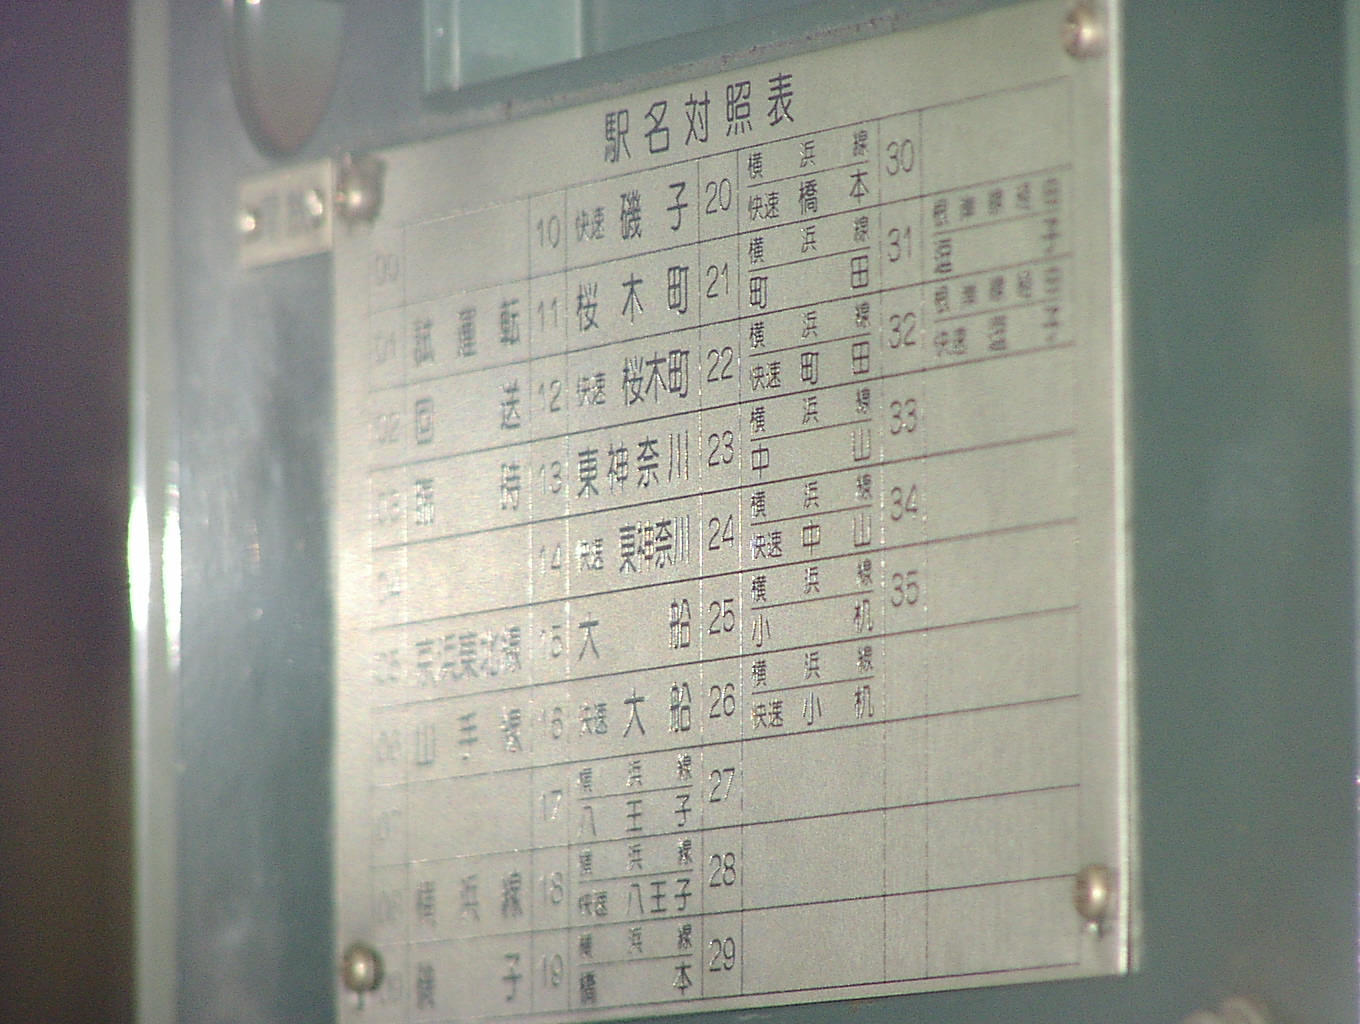 駅名対照表
00
01 試運転
02 回送
03 臨時
04
05 京浜東北線
06 山手線
07
08 横浜線
09 磯子
10 快速 磯子
11 桜木町
12 快速 桜木町
13 東神奈川
14 快速 東神奈川
15 大船
16 快速 大船
17 横浜線
八王子
18 横浜線
快速 八王子
19 横浜線
橋本
20 横浜線
快速 橋本
21 横浜線
町田
22 横浜線
快速 町田
23 横浜線
中山
24 横浜線
快速 中山
25 横浜線
小机
26 横浜線
快速 小机
27
28
29
30
31
32
快速
33
34
35